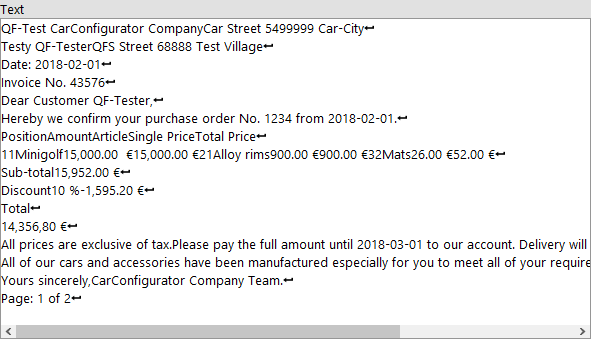 Text
QF-Test CarConfigurator CompanyCar Street 5499999 Car-City↩
Testy QF-TesterQFS Street 68888 Test Village↩
Date: 2018-02-01↩
Invoice No. 43576↩
Dear Customer QF-Tester,↩
Hereby we confirm your purchase order No. 1234 from 2018-02-01.↩
PositionAmountArticleSingle PriceTotal Price↩
11Minigolf15,000.00  €15,000.00 €21Alloy rims900.00 €900.00 €32Mats26.00 €52.00 €↩
Sub-total15,952.00 €↩
Discount10 %-1,595.20 €↩
Total↩
14,356,80 €↩
All prices are exclusive of tax.Please pay the full amount until 2018-03-01 to our account. Delivery will
All of our cars and accessories have been manufactured especially for you to meet all of your require
Yours sincerely,CarConfigurator Company Team.↩
Page: 1 of 2↩